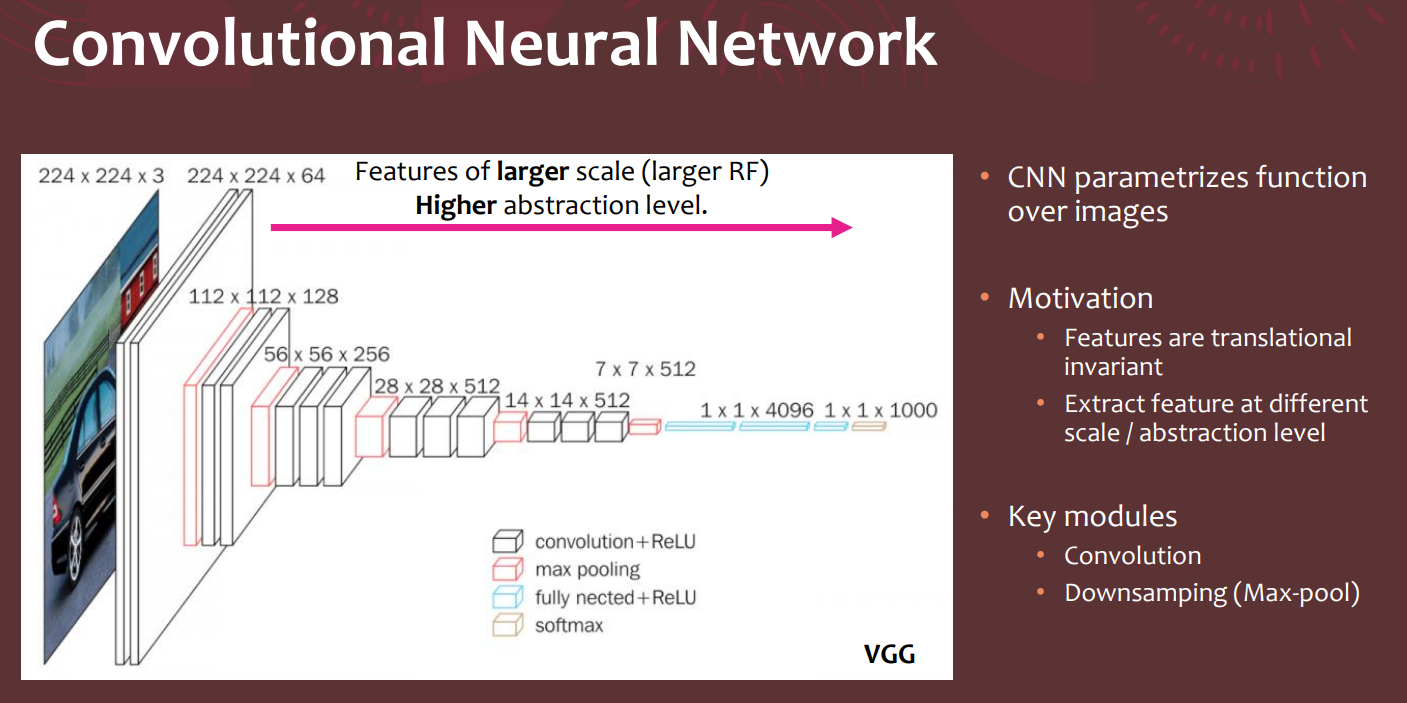 Convolutional Neural Network
224 x 224 x 3
224 x 224 x 64
Features of larger scale (larger RF)
Higher abstraction level.
112 x 112 x 128
56 x 56 x 256
28 x 28 x 512
14 x 14 x 512
7 x 7 x 512
1 x 1 x 4096
1 x 1 x 1000
convolution+ReLU
max pooling
fully nected+ReLU
softmax
VGG
• CNN parametrizes function
over images
• Motivation
• Features are translational
invariant
• Extract feature at different
scale / abstraction level
• Key modules
• Convolution
• Downsamping (Max-pool)